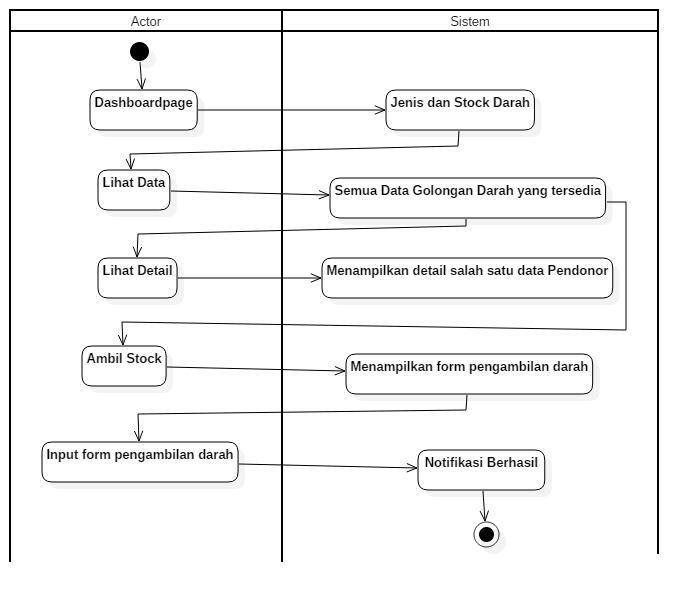 Actor
Sistem
Dashboardpage
Jenis dan Stock Darah
Lihat Data
Semua Data Golongan Darah yang tersedia
Lihat Detail
Menampilkan detail salah satu data Pendonor
Ambil Stock
Menampilkan form pengambilan darah
Input form pengambilan darah
Notifikasi Berhasil